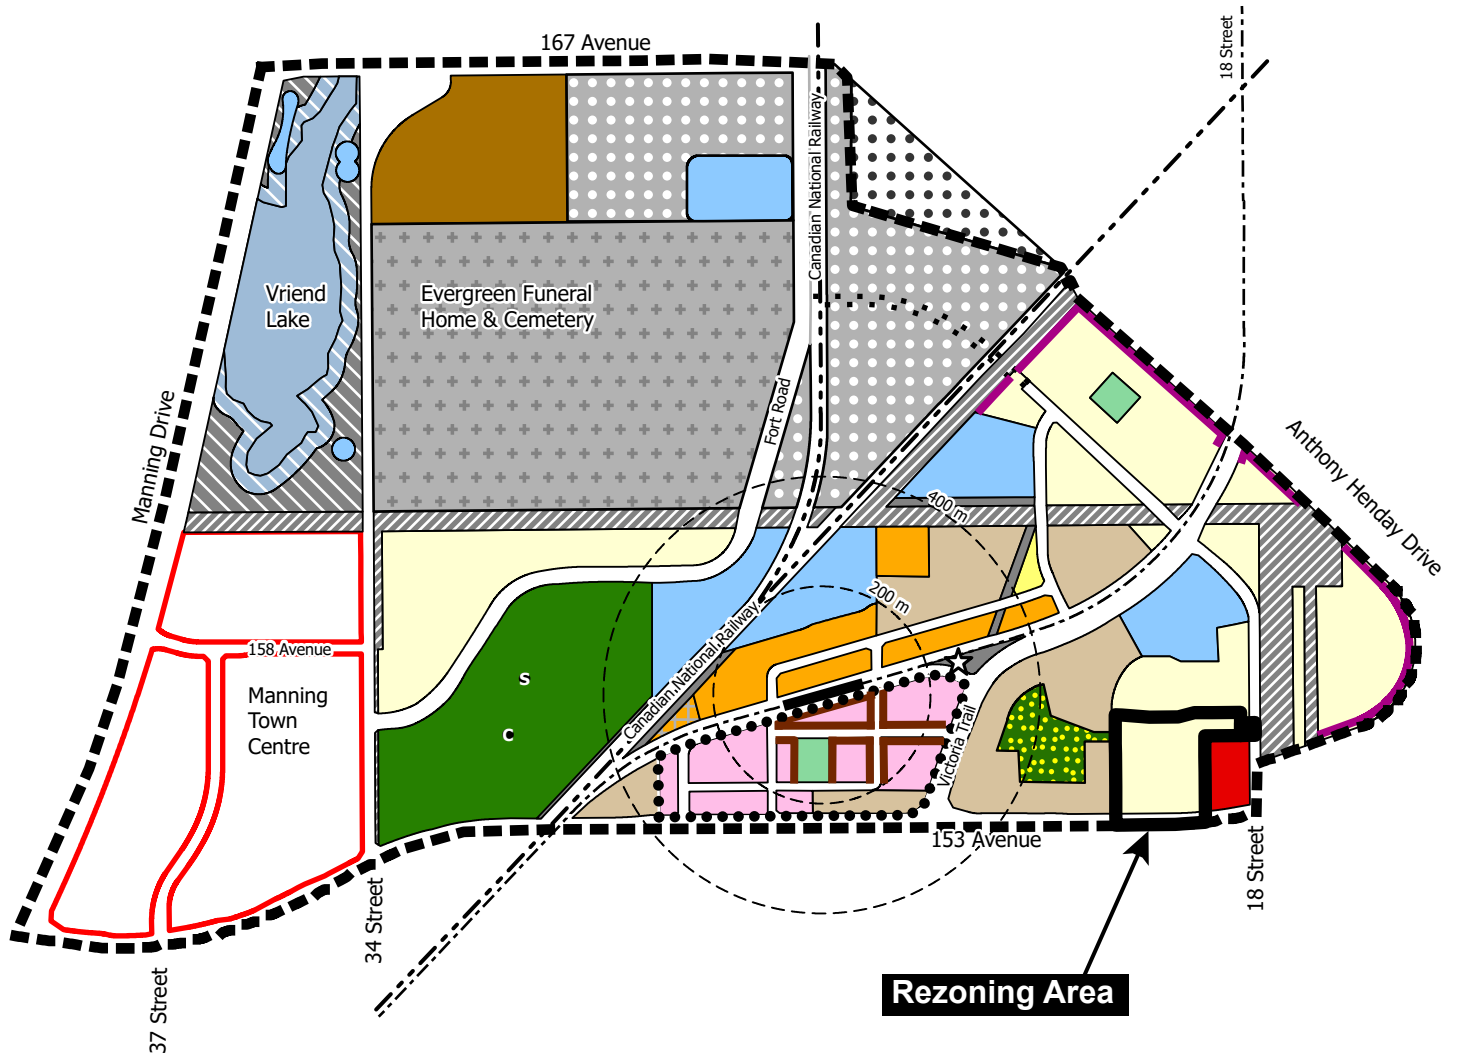 167 Avenue
18 Street
Canadian National Railway
Vriend
Lake
Evergreen Funeral
Home & Cemetery
Manning Drive
Fort Road
Anthony Henday Drive
400 m
200 m
158 Avenue
Manning
Town
Centre
s
c
Canadian National Railway
Victoria Trail
153 Avenue
34 Street
18 Street
37 Street
Rezoning Area